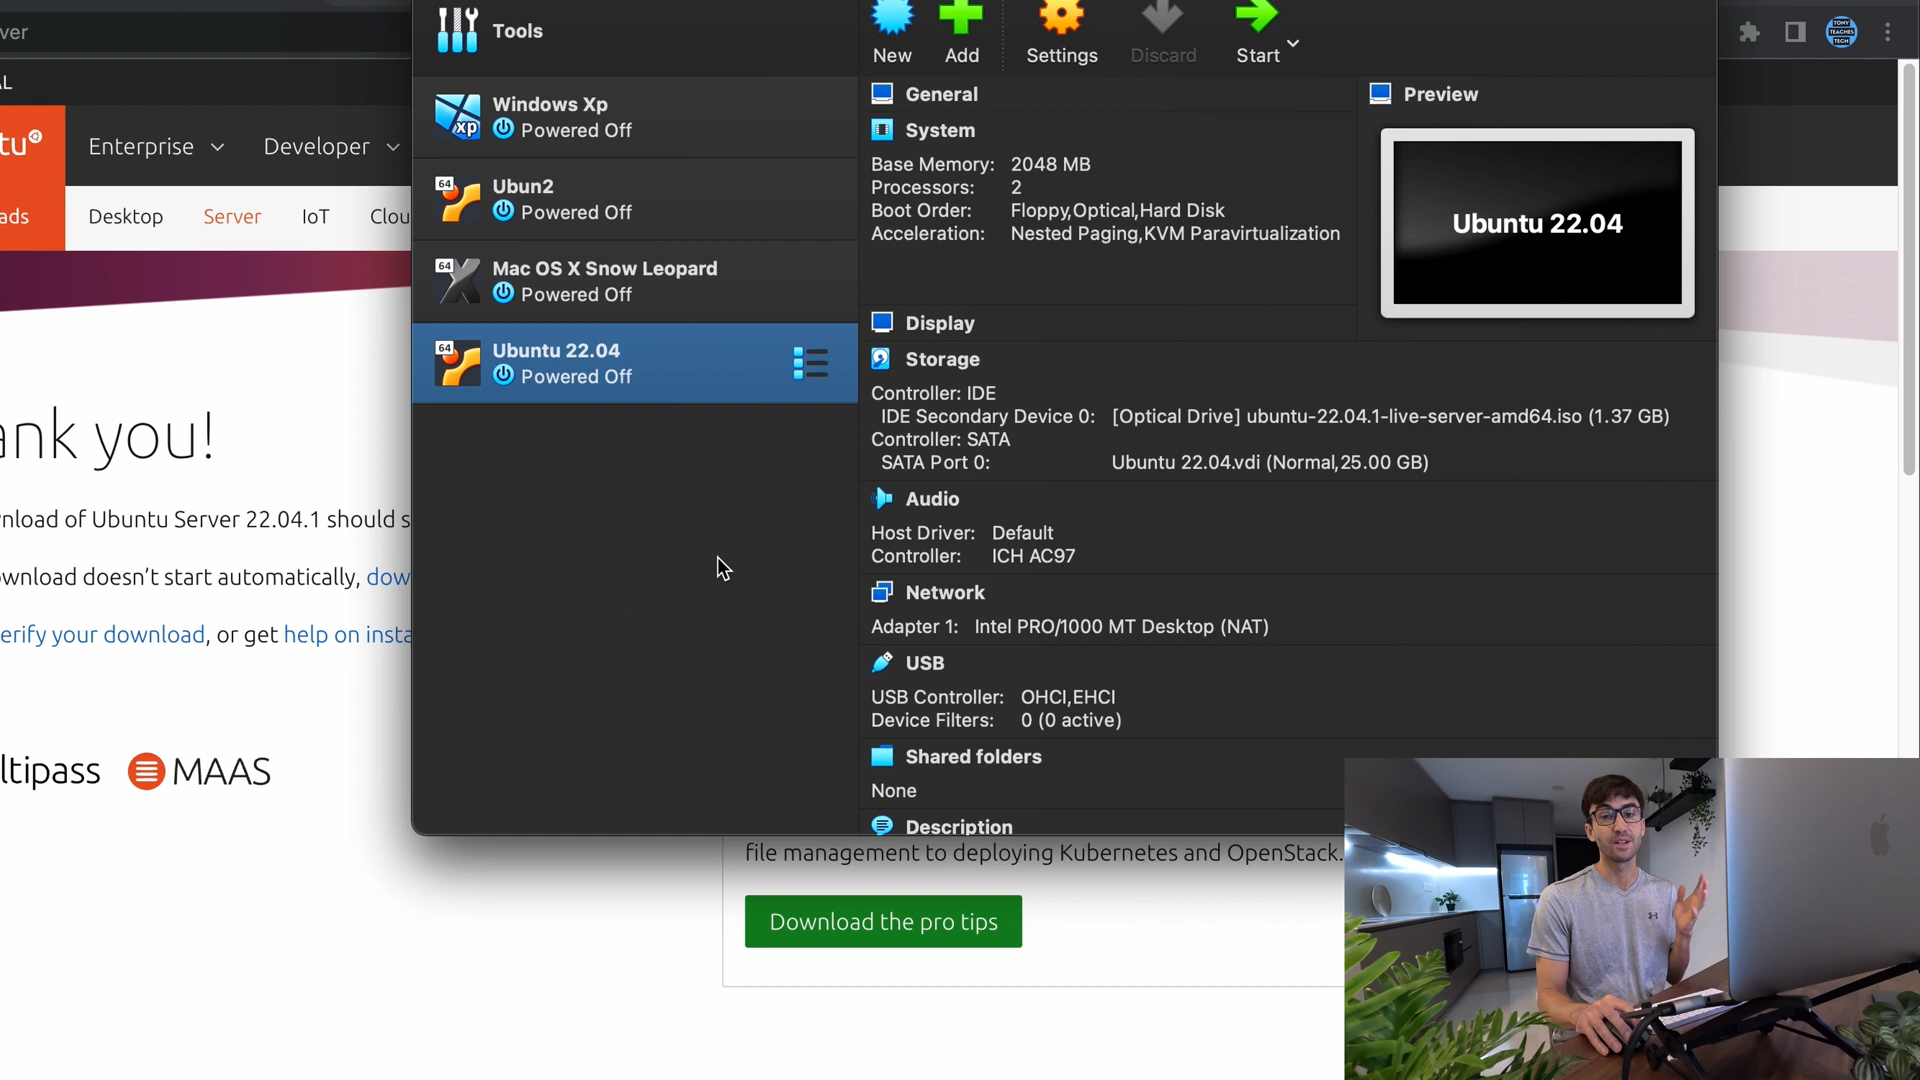 ver
Tools
New
Add
Settings
Discard
Start
TONY
TEACHES
TECH
Enterprise
Developer
Desktop
Server
IoT
ads
Windows Xp
Powered Off
64
Ubun2
Powered Off
64
Mac OS X Snow Leopard
Powered Off
64
Ubuntu 22.04
Powered Off
General
System
Base Memory: 2048 MB
Processors: 2
Boot Order: Floppy,Optical,Hard Disk
Acceleration: Nested Paging,KVM Paravirtualization
Preview
Ubuntu 22.04
Display
Storage
Controller: IDE
IDE Secondary Device 0: [Optical Drive] ubuntu-22.04.1-live-server-amd64.iso (1.37 GB)
Controller: SATA
SATA Port 0: Ubuntu 22.04.vdi (Normal,25.00 GB)
Audio
Host Driver: Default
Controller: ICH AC97
Network
Adapter 1: Intel PRO/1000 MT Desktop (NAT)
USB
USB Controller: OHCI,EHCI
Device Filters: 0 (0 active)
Shared folders
None
Description
ank you!
nload of Ubuntu Server 22.04.1 should s
ownload doesn't start automatically, dow
erify your download, or get help on insta
ltipass MAAS
file management to deploying Kubernetes and OpenStack.
Download the pro tips